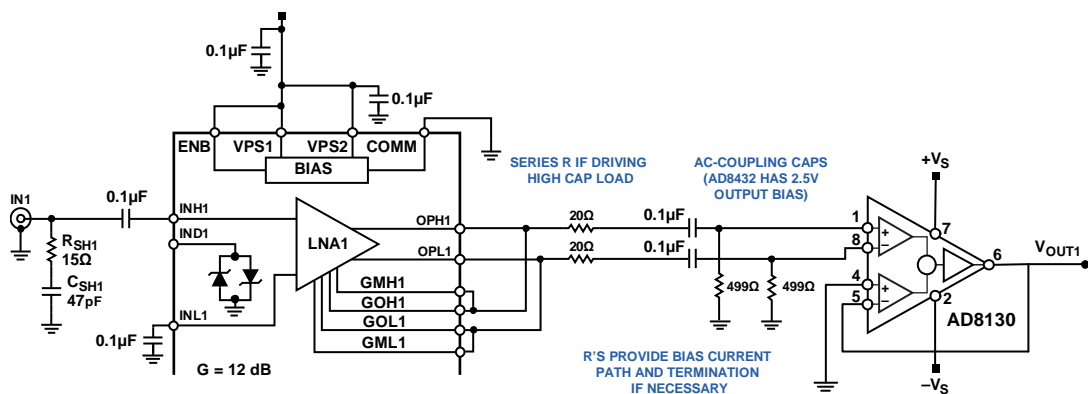 0.1µF
0.1µF
ENB
VPS1
VPS2
COMM
BIAS
SERIES R IF DRIVING
HIGH CAP LOAD
AC-COUPLING CAPS
(AD8432 HAS 2.5V
OUTPUT BIAS)
+VS
IN1
0.1µF
INH1
RSH1
15Ω
CSH1
47pF
IND1
LNA1
OPH1
OPL1
20Ω
20Ω
0.1µF
0.1µF
1
8
7
+
–
6
VOUT1
4
5
+
–
2
499Ω
499Ω
GMH1
GOH1
GOL1
GML1
INL1
0.1µF
G = 12 dB
AD8130
R'S PROVIDE BIAS CURRENT
PATH AND TERMINATION
IF NECESSARY
–VS